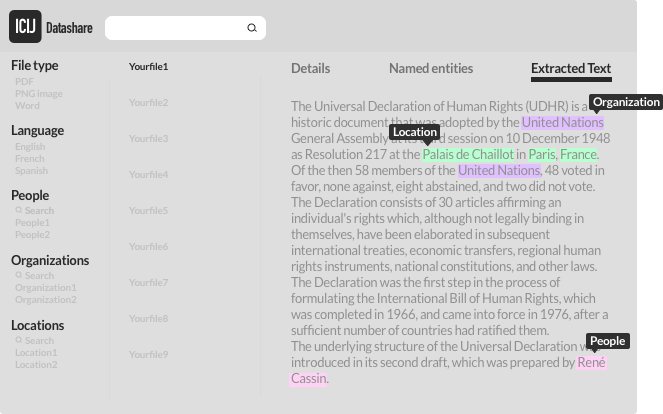 ICIJ Datashare
File type
PDF
PNG image
Word
Language
English
French
Spanish
People
Search
People1
People2
Organizations
Search
Organization1
Organization2
Locations
Search
Location1
Location2
Yourfile1
Yourfile2
Yourfile3
Yourfile4
Yourfile5
Yourfile6
Yourfile7
Yourfile8
Yourfile9
Details Named entities Extracted Text
Organization
The Universal Declaration of Human Rights (UDHR) is a
historic document that was adopted by the United Nations
Location
General Assembly at its session on 10 December 1948
as Resolution 217 at the Palais de Chaillot in Paris, France.
Of the then 58 members of the United Nations, 48 voted in
favor, none against, eight abstained, and two did not vote.
The Declaration consists of 30 articles affirming an
individual's rights which, although not legally binding in
themselves, have been elaborated in subsequent
international treaties, economic transfers, regional human
rights instruments, national constitutions, and other laws.
The Declaration was the first step in the process of
formulating the International Bill of Human Rights, which
was completed in 1966, and came into force in 1976, after a
sufficient number of countries had ratified them.
People
The underlying structure of the Universal Declaration
introduced in its second draft, which was prepared by René
Cassin.